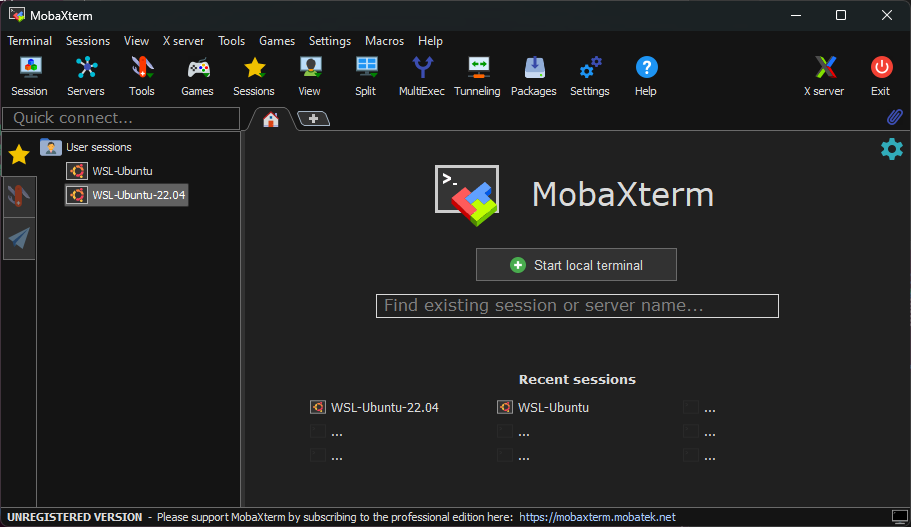 MobaXterm
Terminal Sessions View X server Tools Games Settings Macros Help
Session Servers Tools Games Sessions View Split MultiExec Tunneling Packages Settings Help X server Exit
Quick connect...
User sessions
WSL-Ubuntu
WSL-Ubuntu-22.04
>_.
MobaXterm
Start local terminal
Find existing session or server name...
Recent sessions
WSL-Ubuntu-22.04 WSL-Ubuntu ...
... ... ...
... ... ...
UNREGISTERED VERSION - Please support MobaXterm by subscribing to the professional edition here: https://mobaxterm.mobatek.net